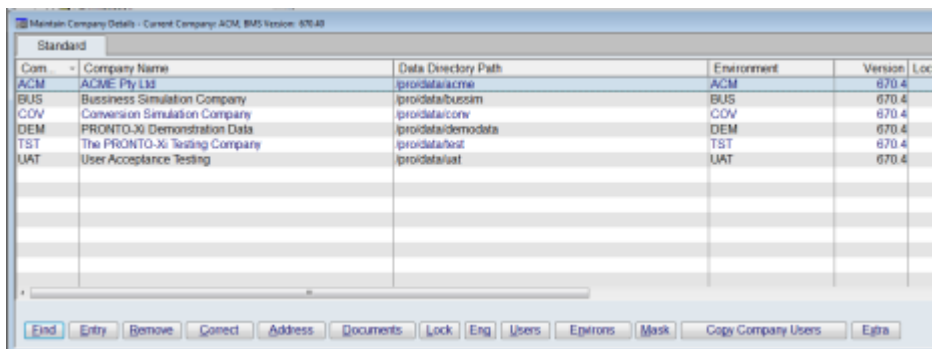 Maintain Company Details - Current Company: ACM, BMS Version: 670.40
Standard
Com... Company Name Data Directory Path Environment Version Loc
ACM ACME Pty Ltd /pro/data/acme ACM 670.4
BUS Bussiness Simulation Company /pro/data/bussim BUS 670.4
COV Conversion Simulation Company /pro/data/conv COV 670.4
DEM PRONTO-Xi Demonstration Data /pro/data/demodata DEM 670.4
TST The PRONTO-Xi Testing Company /pro/data/test TST 670.4
UAT User Acceptance Testing /pro/data/uat UAT 670.4
Find Entry Remove Correct Address Documents Lock Eng Users Environs Mask Copy Company Users Extra